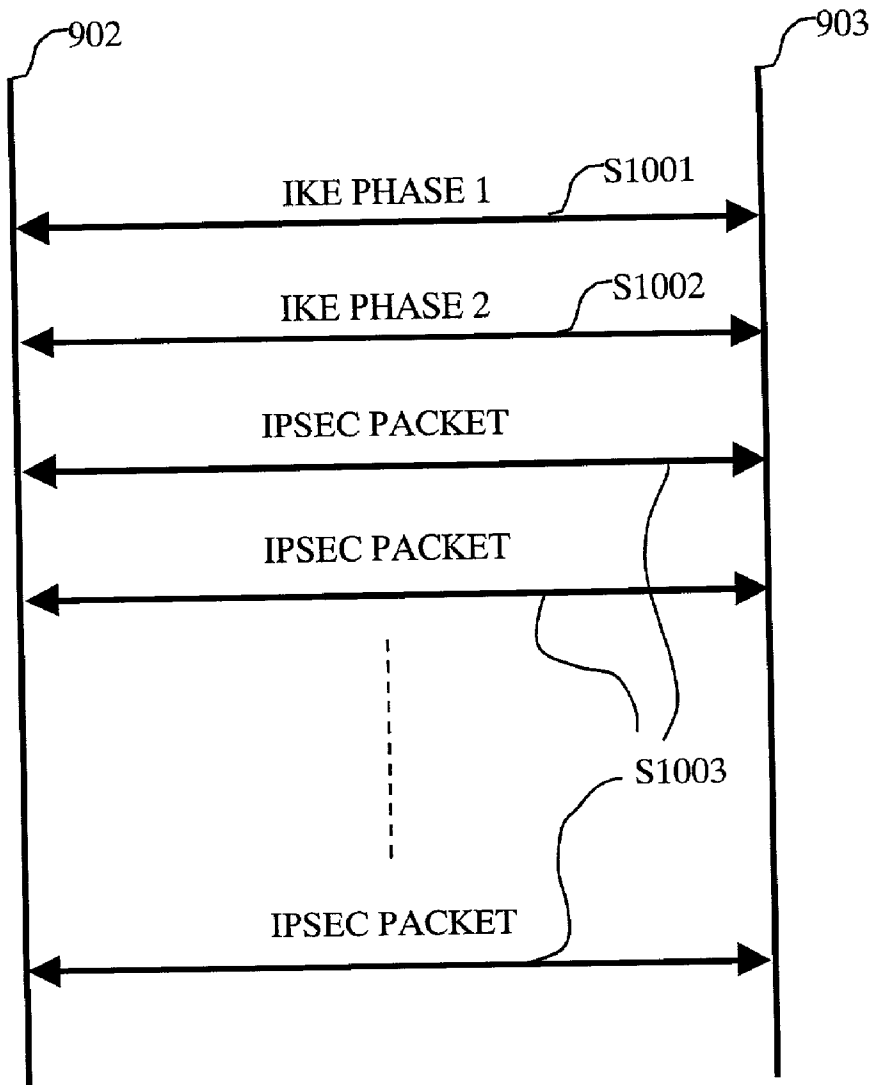 902
903
IKE PHASE 1
S1001
IKE PHASE 2
S1002
IPSEC PACKET
IPSEC PACKET
S1003
IPSEC PACKET